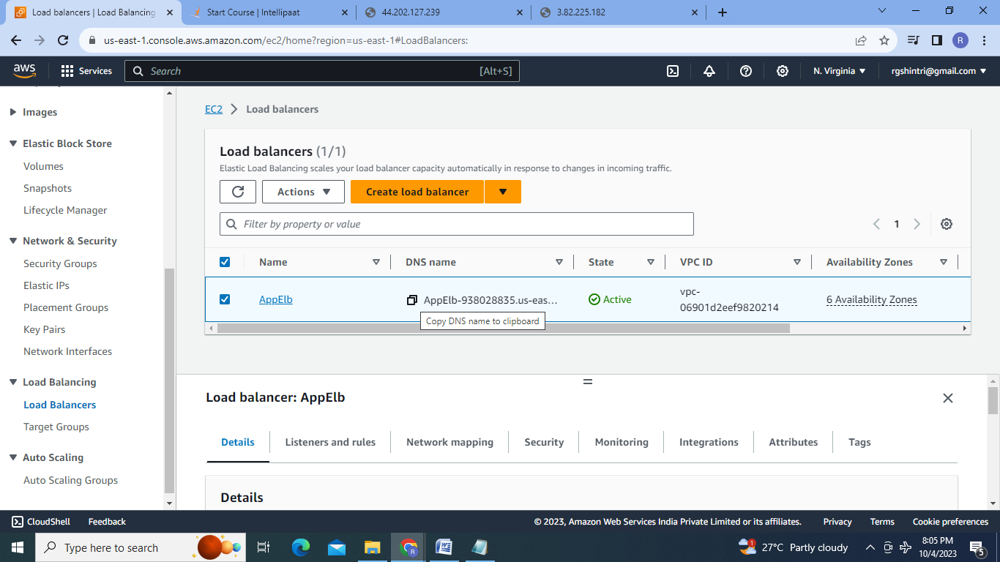 Load balancers | Load Balancing
Start Course | Intellipaat
44.202.127.239
3.82.225.182
us-east-1.console.aws.amazon.com/ec2/home?region=us-east-1#LoadBalancers:
R
aws
Services
Search
[Alt+S]
N. Virginia
rgshintri@gmail.com
Images
Elastic Block Store
Volumes
Snapshots
Lifecycle Manager
Network & Security
Security Groups
Elastic IPs
Placement Groups
Key Pairs
Network Interfaces
Load Balancing
Load Balancers
Target Groups
Auto Scaling
Auto Scaling Groups
EC2
Load balancers
Load balancers (1/1)
Elastic Load Balancing scales your load balancer capacity automatically in response to changes in incoming traffic.
Actions
Create load balancer
Filter by property or value
1
Name
DNS name
State
VPC ID
Availability Zones
AppElb
AppElb-938028835.us-eas...
Active
vpc-
06901d2eef9820214
6 Availability Zones
Copy DNS name to clipboard
Load balancer: AppElb
Details
Listeners and rules
Network mapping
Security
Monitoring
Integrations
Attributes
Tags
Details
CloudShell
Feedback
© 2023, Amazon Web Services India Private Limited or its affiliates.
Privacy
Terms
Cookie preferences
Type here to search
R
W
1
27°C Partly cloudy
8:05 PM
10/4/2023
5